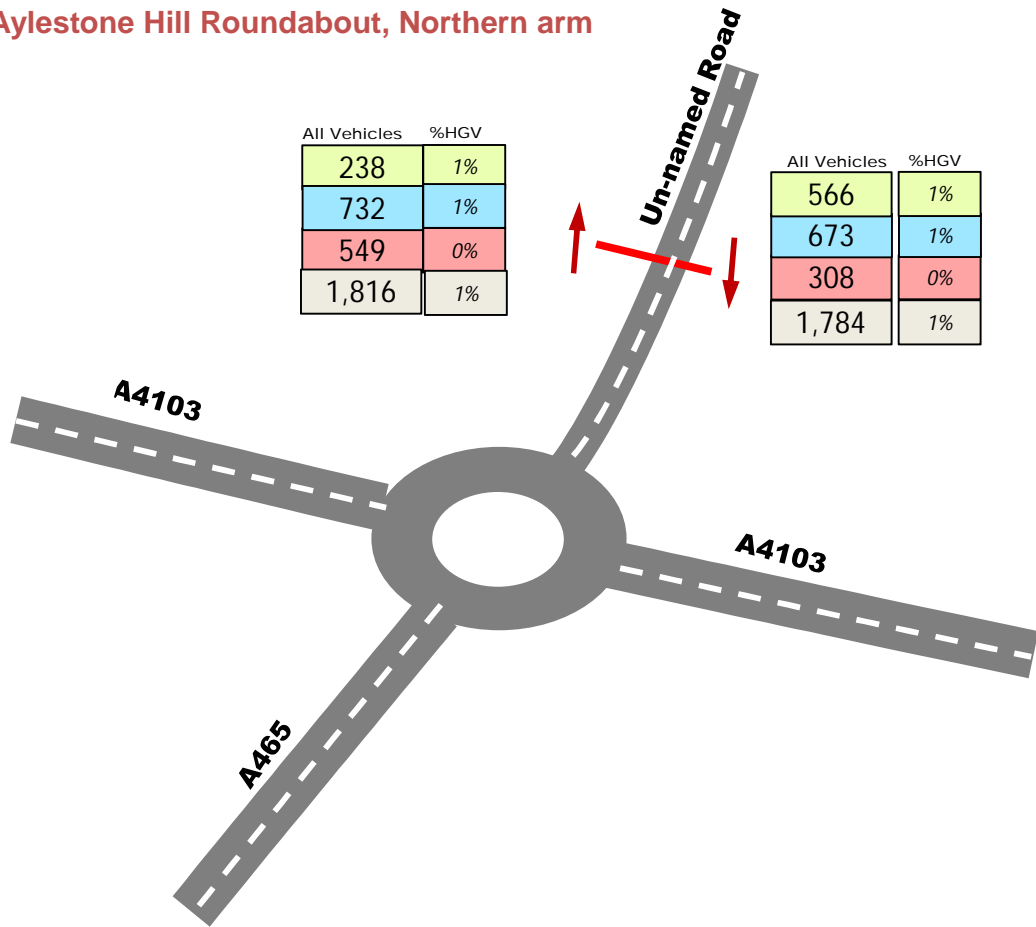 Aylestone Hill Roundabout, Northern arm
Un-named Road
All Vehicles %HGV
238 1%
732 1%
549 0%
1,816 1%
All Vehicles %HGV
566 1%
673 1%
308 0%
1,784 1%
A4103
A4103
A465